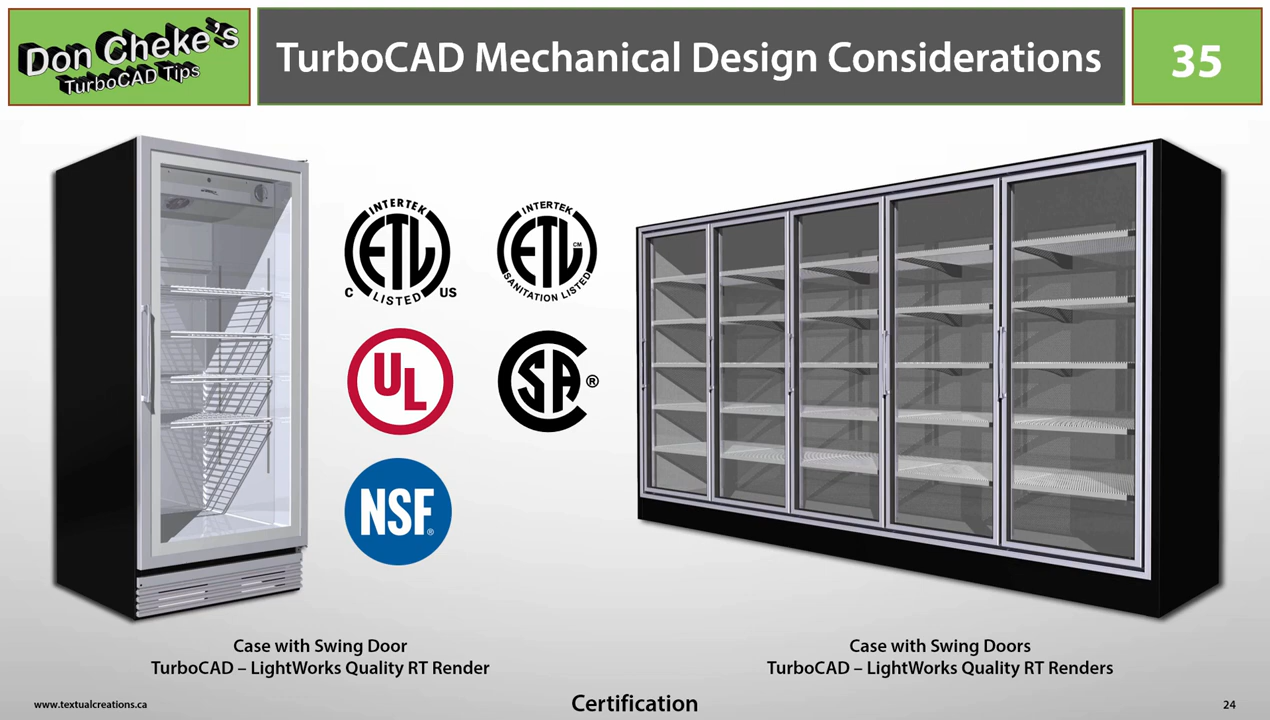 Don Cheke's
TurboCAD Tips
TurboCAD Mechanical Design Considerations
35
INTERTEK
ETL
C LISTED US
INTERTEK
ETL CM
SANITATION LISTED
UL
CSA®
NSF®
Case with Swing Door
TurboCAD – LightWorks Quality RT Render
Case with Swing Doors
TurboCAD – LightWorks Quality RT Renders
www.textualcreations.ca
Certification
24